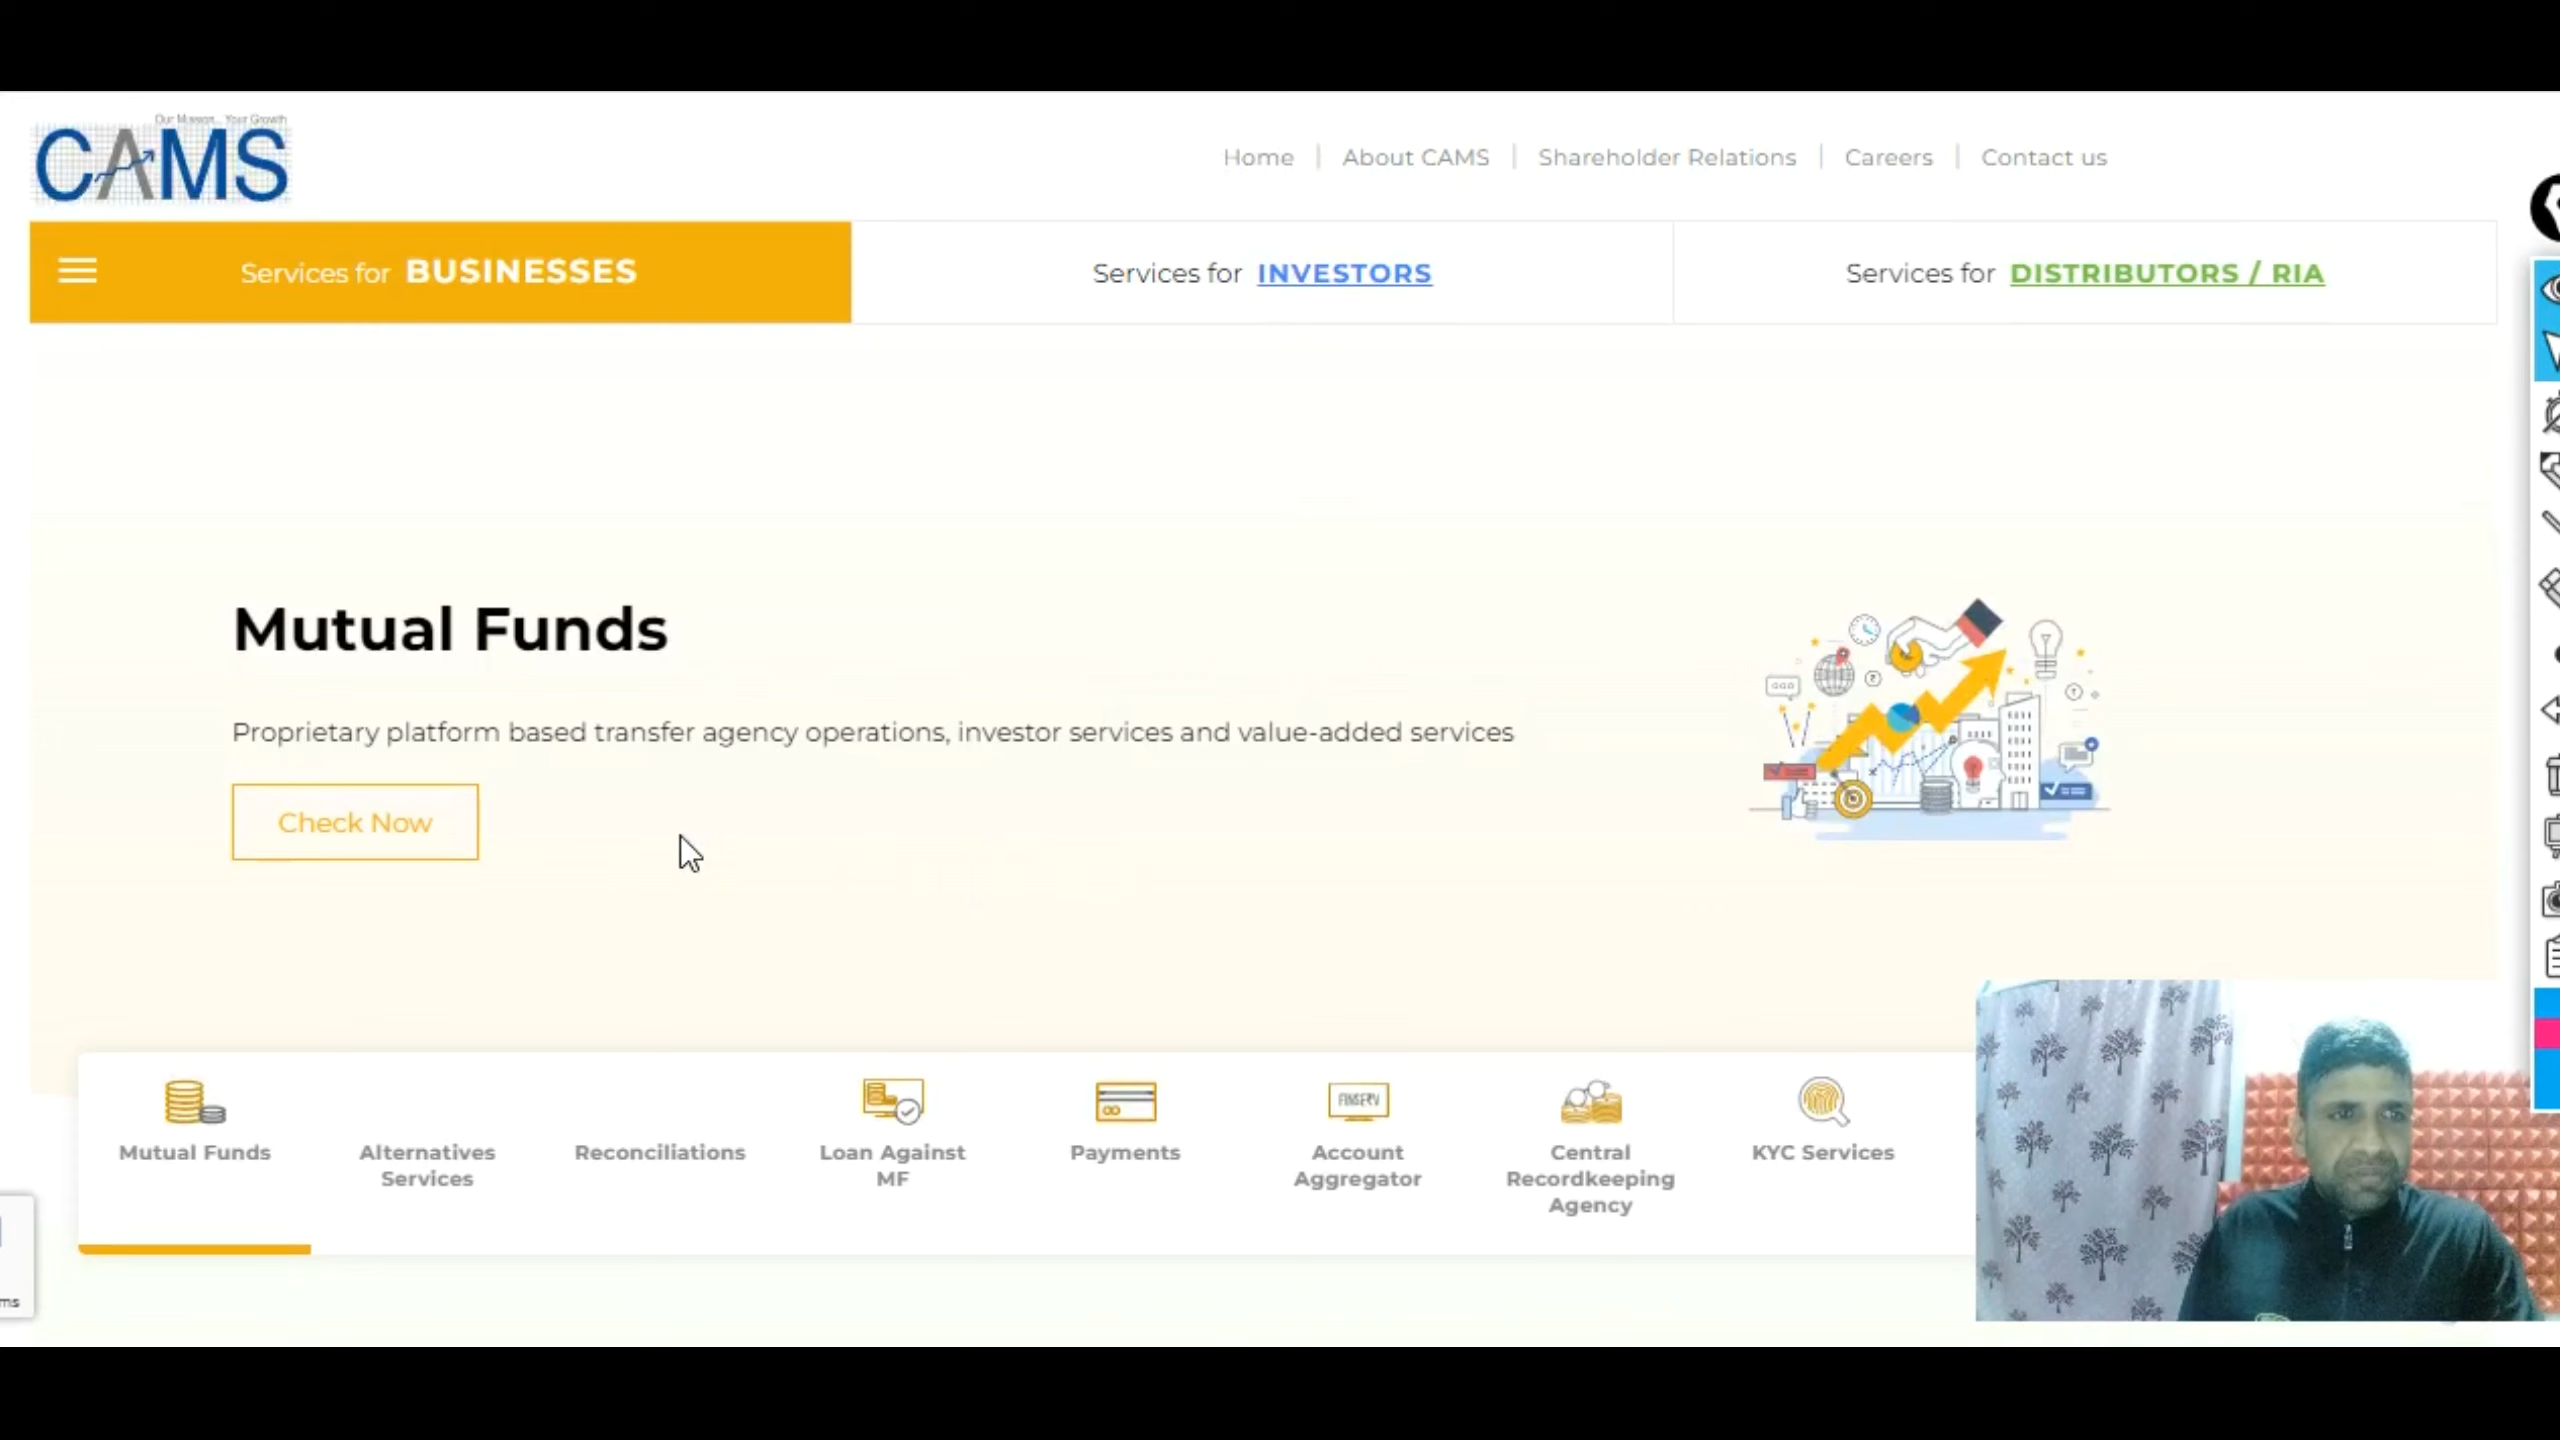 Our Mission... Your Growth
CAMS
Home
About CAMS
Shareholder Relations
Careers
Contact us
Services for BUSINESSES
Services for INVESTORS
Services for DISTRIBUTORS / RIA
Mutual Funds
Proprietary platform based transfer agency operations, investor services and value-added services
Check Now
FINSERV
Mutual Funds
Alternatives
Services
Reconciliations
Loan Against
MF
Payments
Account
Aggregator
Central
Recordkeeping
Agency
KYC Services
ms